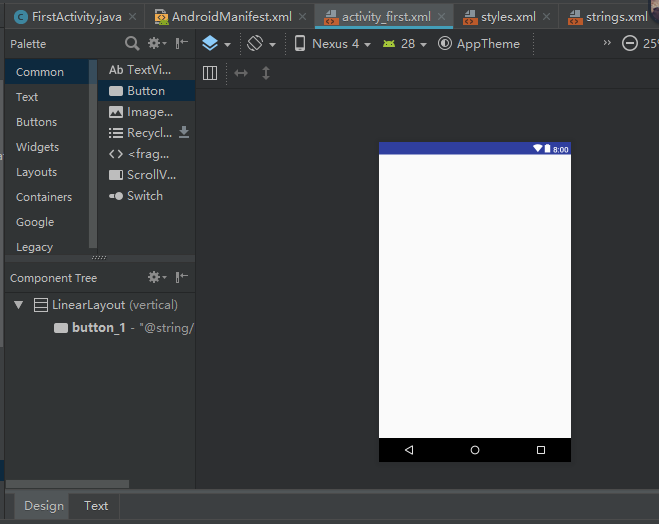 FirstActivity.java
AndroidManifest.xml
activity_first.xml
styles.xml
strings.xml
Palette
Nexus 4
28
AppTheme
25%
Common
Text
Buttons
Widgets
Layouts
Containers
Google
Legacy
Ab TextVi...
Button
Image...
Recycl...
<frag...
ScrollV...
Switch
8:00
Component Tree
LinearLayout (vertical)
button_1 - "@string/
Design
Text